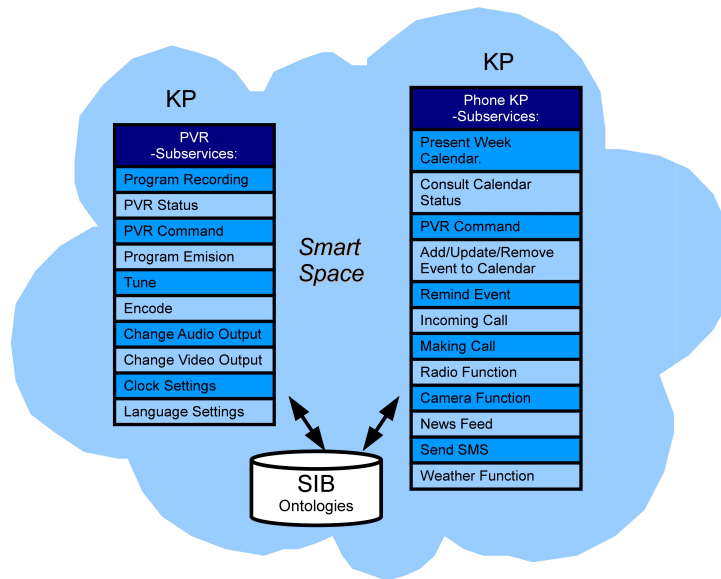 KP
PVR
-Subservices:
Program Recording
PVR Status
PVR Command
Program Emision
Tune
Encode
Change Audio Output
Change Video Output
Clock Settings
Language Settings
Smart
Space
KP
Phone KP
-Subservices:
Present Week
Calendar.
Consult Calendar
Status
PVR Command
Add/Update/Remove
Event to Calendar
Remind Event
Incoming Call
Making Call
Radio Function
Camera Function
News Feed
Send SMS
Weather Function
SIB
Ontologies